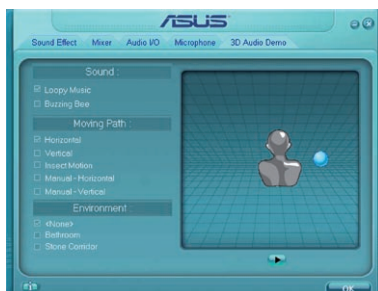 ASUS
Sound Effect Mixer Audio I/O Microphone 3D Audio Demo
Sound :
Loopy Music
Buzzing Bee
Moving Path :
Horizontal
Vertical
Insect Motion
Manual - Horizontal
Manual - Vertical
Environment :
<None>
Bathroom
Stone Corridor
OK